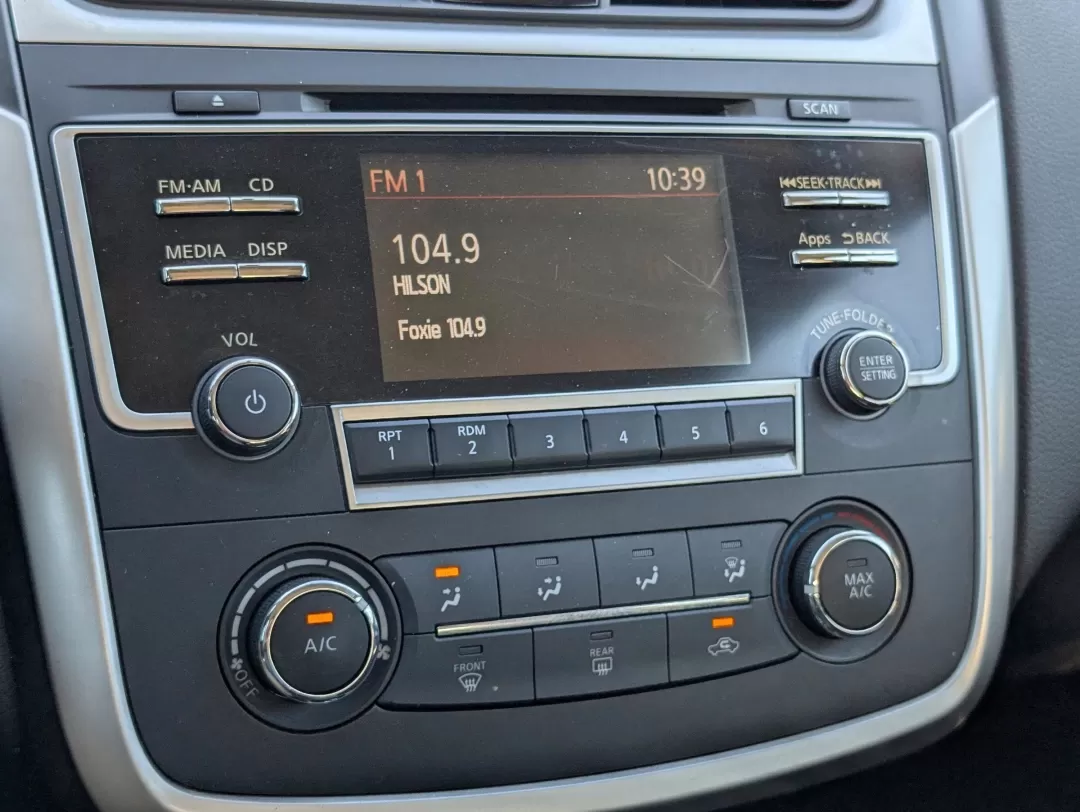 SCAN
FM·AM CD
MEDIA DISP
VOL
FM 1 10:39
104.9
HILSON
Foxie 104.9
SEEK·TRACK
Apps BACK
TUNE·FOLDER
ENTER
SETTING
RPT
1
RDM
2
3
4
5
6
A/C
OFF
FRONT
REAR
MAX
A/C